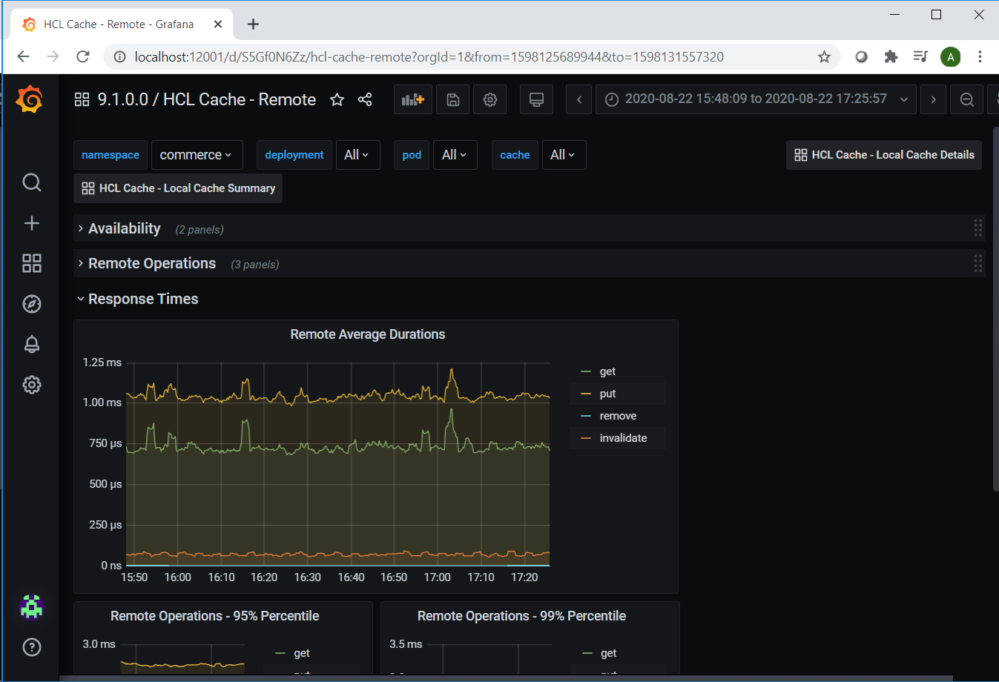 HCL Cache - Remote - Grafana
localhost:12001/d/S5Gf0N6Zz/hcl-cache-remote?orgId=1&from=1598125689944&to=1598131557320
A
9.1.0.0 / HCL Cache - Remote
2020-08-22 15:48:09 to 2020-08-22 17:25:57
namespace commerce deployment All pod All cache All HCL Cache - Local Cache Details
HCL Cache - Local Cache Summary
Availability (2 panels)
Remote Operations (3 panels)
Response Times
Remote Average Durations
1.25 ms
1.00 ms
750 µs
500 µs
250 µs
0 ns
15:50 16:00 16:10 16:20 16:30 16:40 16:50 17:00 17:10 17:20
get
put
remove
invalidate
Remote Operations - 95% Percentile
3.0 ms
get
Remote Operations - 99% Percentile
3.5 ms
get